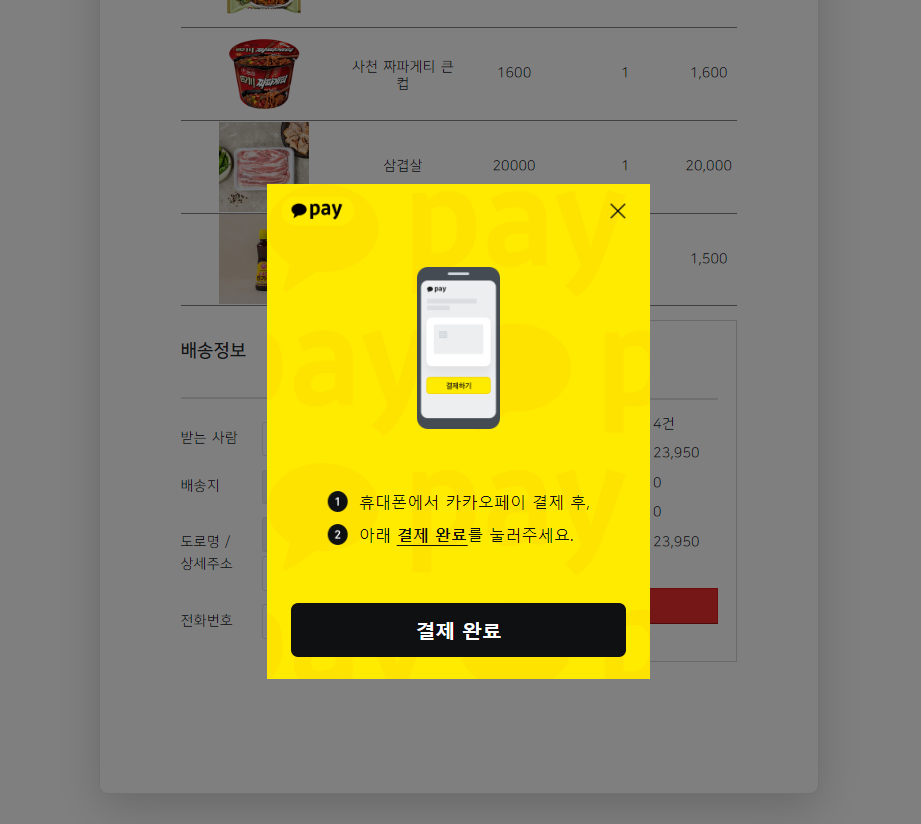 사천 짜파게티 큰
컵
1600
1
1,600
삼겹살
20000
1
20,000
1,500
pay
pay
결제하기
휴대폰에서 카카오페이 결제 후,
1
2
아래 결제 완료를 눌러주세요.
결제 완료
배송정보
받는 사람
배송지
도로명 /
상세주소
전화번호
4건
23,950
0
0
23,950